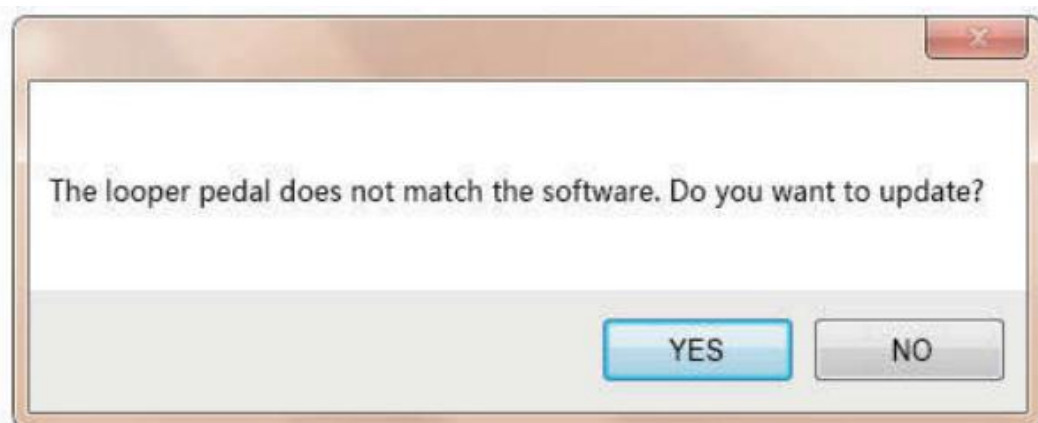 The looper pedal does not match the software. Do you want to update?
YES NO